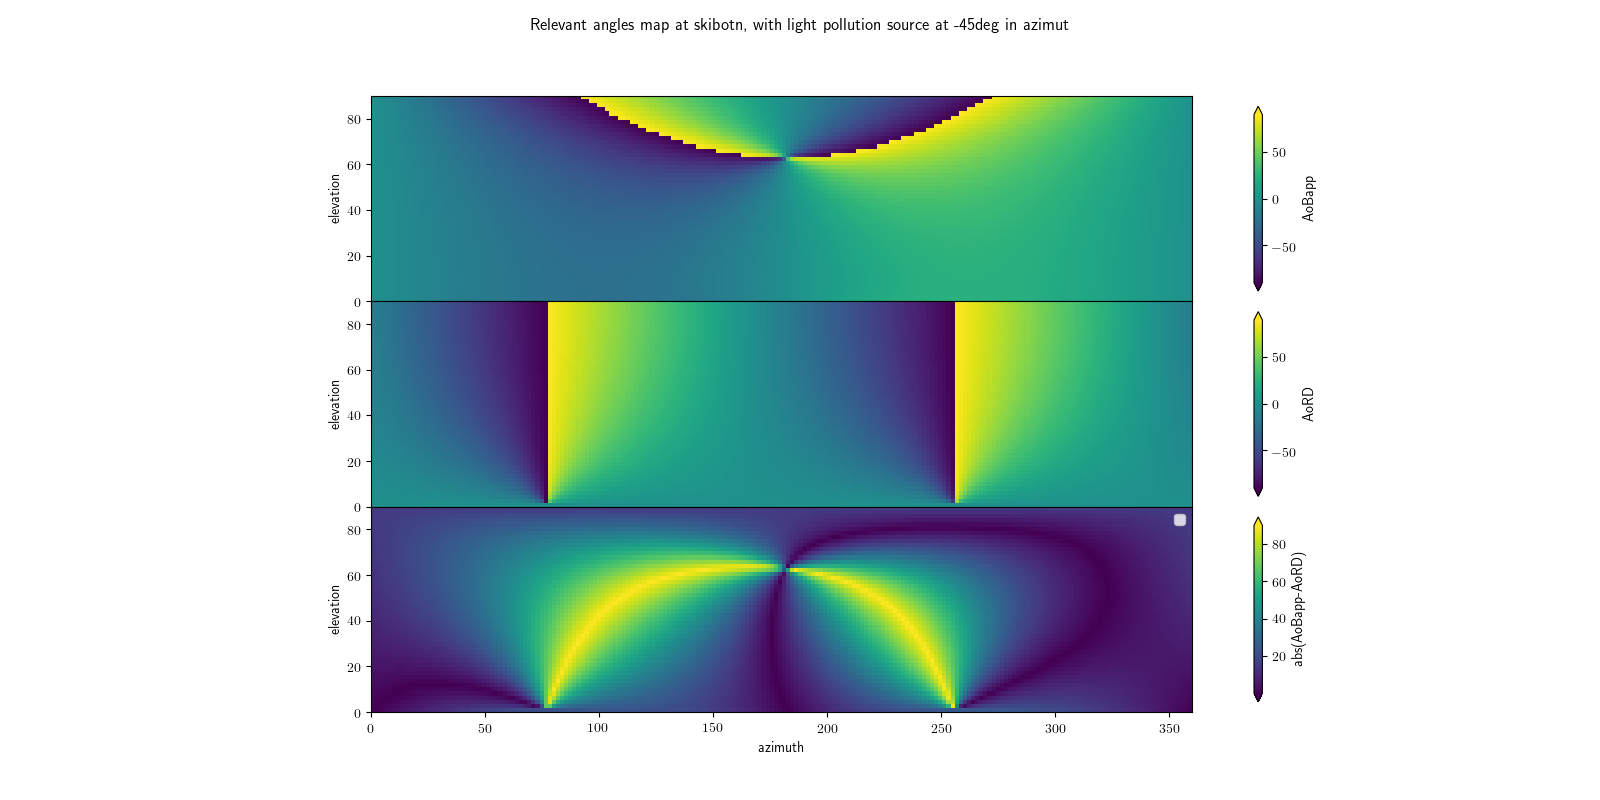 Relevant angles map at skibotn, with light pollution source at -45deg in azimut
80
60
40
20
0
elevation
50
0
−50
AoBapp
80
60
40
20
0
elevation
50
0
−50
AoRD
80
60
40
20
0
elevation
80
60
40
20
abs(AoBapp-AoRD)
0 50 100 150 200 250 300 350
azimuth